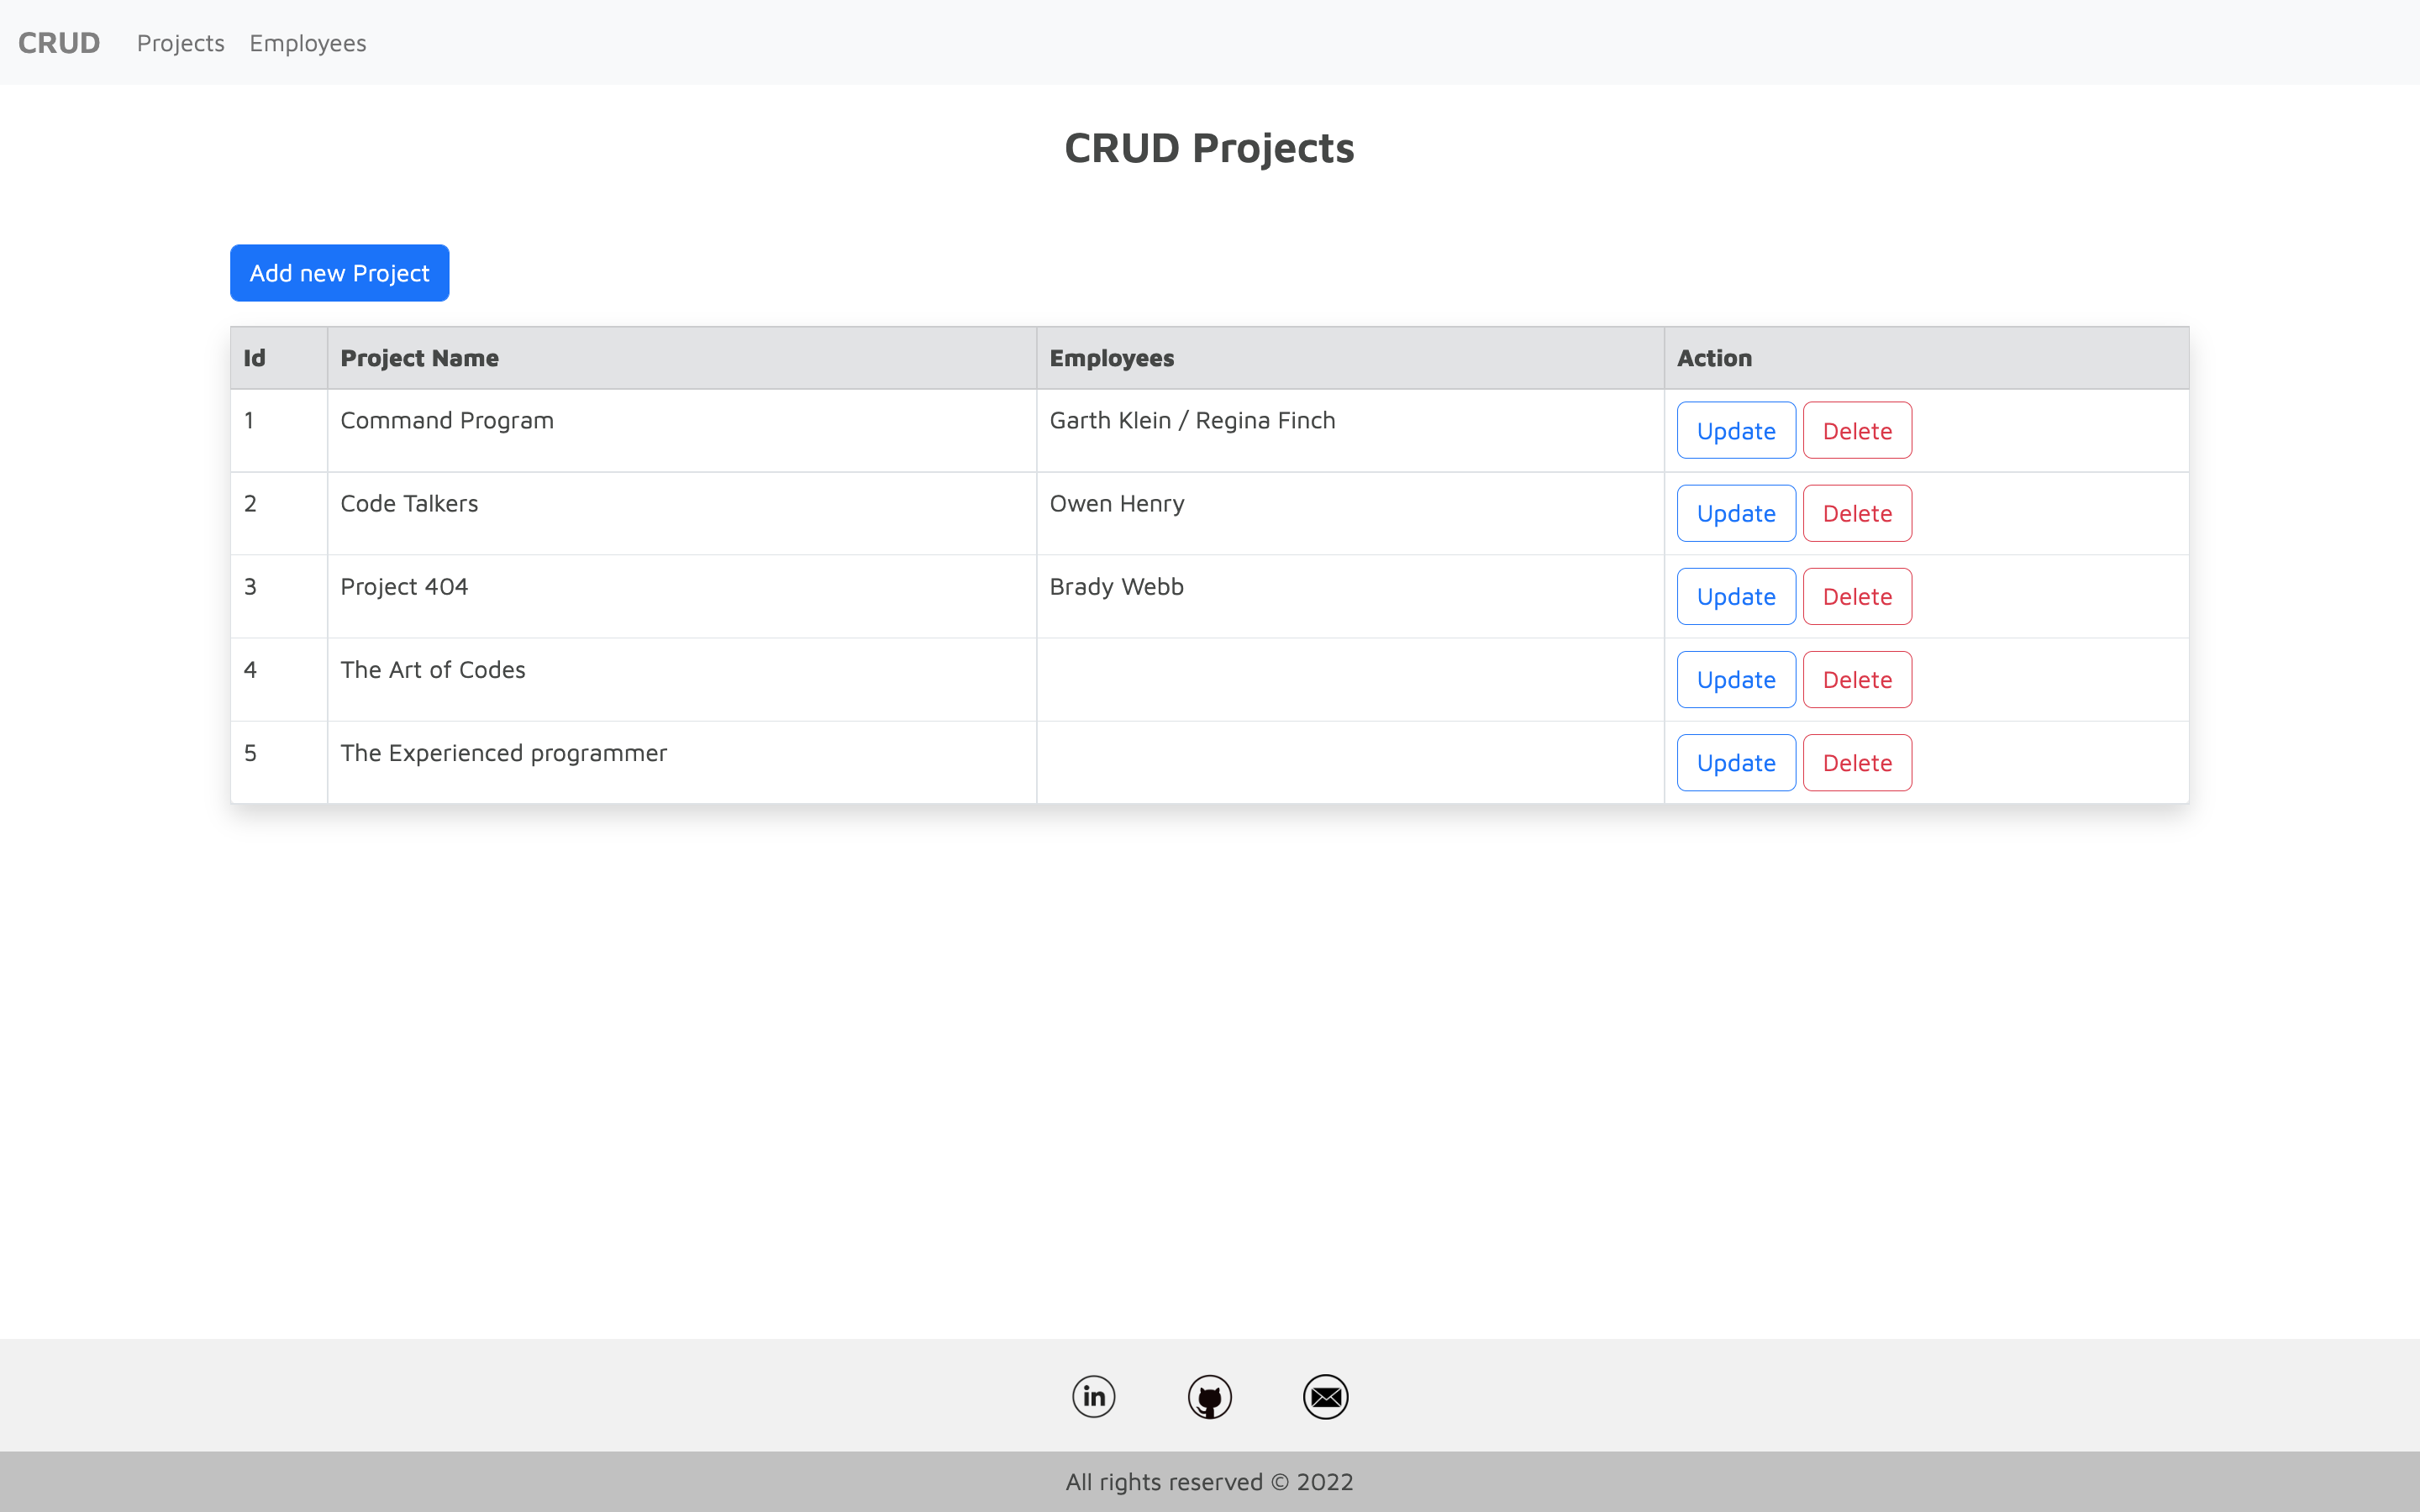 CRUD Projects Employees
CRUD Projects
Add new Project
Id Project Name Employees Action
1 Command Program Garth Klein / Regina Finch Update Delete
2 Code Talkers Owen Henry Update Delete
3 Project 404 Brady Webb Update Delete
4 The Art of Codes Update Delete
5 The Experienced programmer Update Delete
in
All rights reserved © 2022